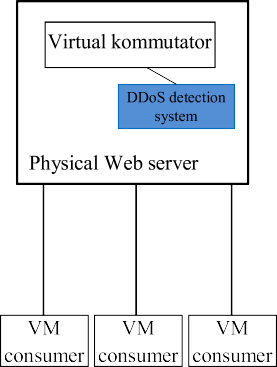 Virtual kommutator
DDoS detection
system
Physical Web server
VM
consumer
VM
consumer
VM
consumer